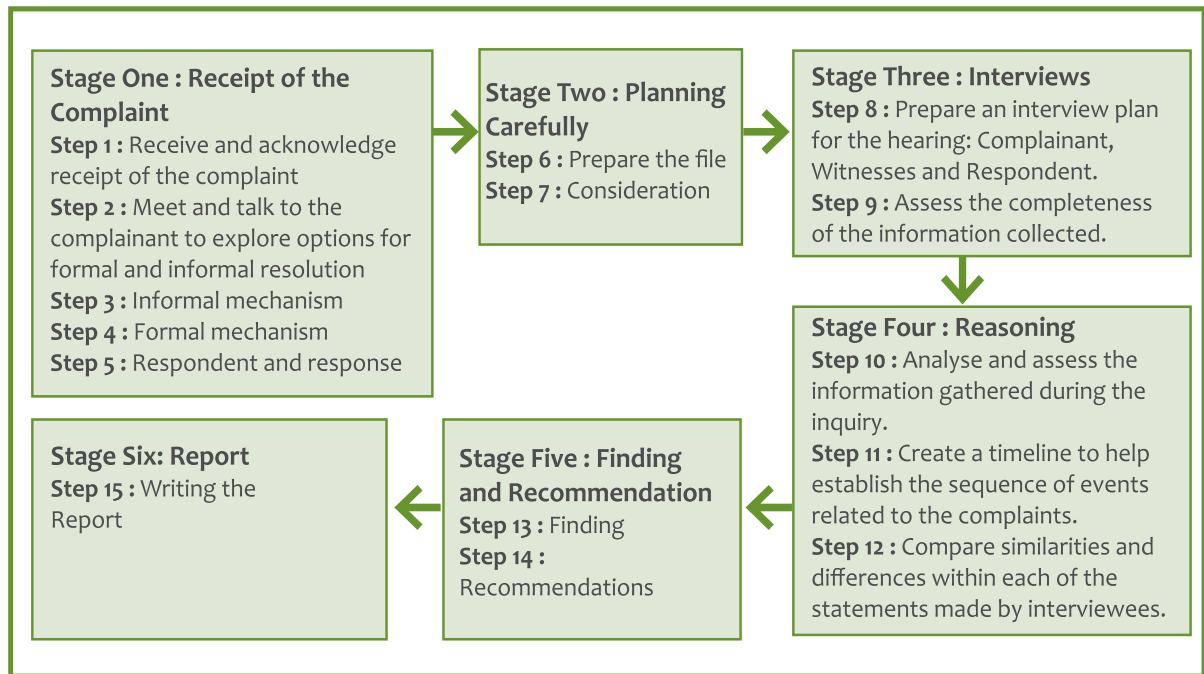 Stage One : Receipt of the
Complaint
Step 1 : Receive and acknowledge
receipt of the complaint
Step 2 : Meet and talk to the
complainant to explore options for
formal and informal resolution
Step 3 : Informal mechanism
Step 4 : Formal mechanism
Step 5 : Respondent and response
Stage Two : Planning
Carefully
Step 6 : Prepare the file
Step 7 : Consideration
Stage Three : Interviews
Step 8 : Prepare an interview plan
for the hearing: Complainant,
Witnesses and Respondent.
Step 9 : Assess the completeness
of the information collected.
Stage Four : Reasoning
Step 10 : Analyse and assess the
information gathered during the
inquiry.
Step 11 : Create a timeline to help
establish the sequence of events
related to the complaints.
Step 12 : Compare similarities and
differences within each of the
statements made by interviewees.
Stage Five : Finding
and Recommendation
Step 13 : Finding
Step 14 :
Recommendations
Stage Six: Report
Step 15 : Writing the
Report